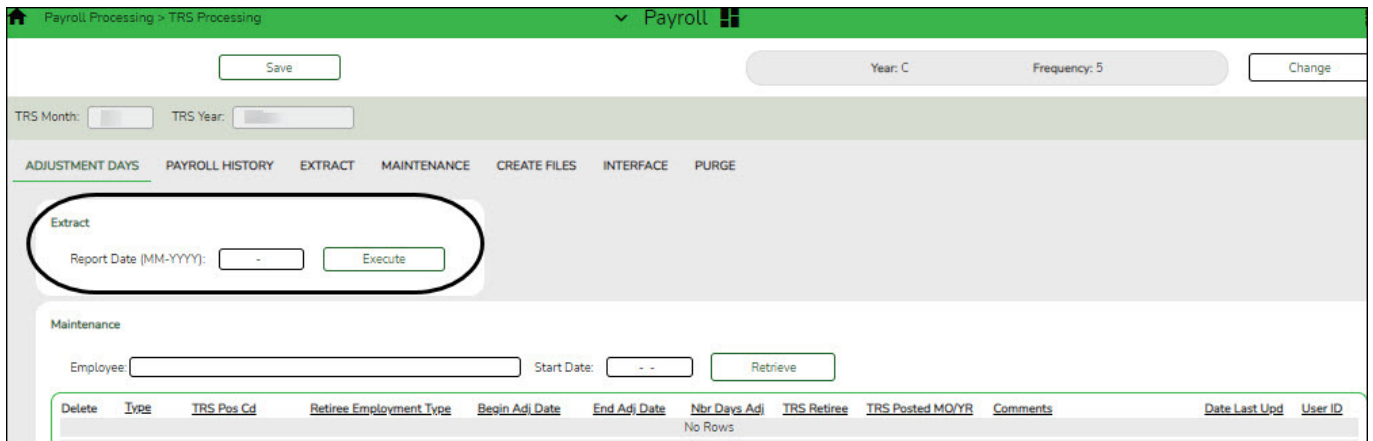 Payroll Processing > TRS Processing
Payroll
Save
Year: C
Frequency: 5
Change
TRS Month:
TRS Year:
ADJUSTMENT DAYS PAYROLL HISTORY EXTRACT MAINTENANCE CREATE FILES INTERFACE PURGE
Extract
Report Date (MM-YYYY): - Execute
Maintenance
Employee: Start Date: - - Retrieve
Delete Type TRS Pos Cd Retiree Employment Type Begin Adj Date End Adj Date Nbr Days Adj TRS Retiree TRS Posted MO/YR Comments Date Last Upd User ID
No Rows